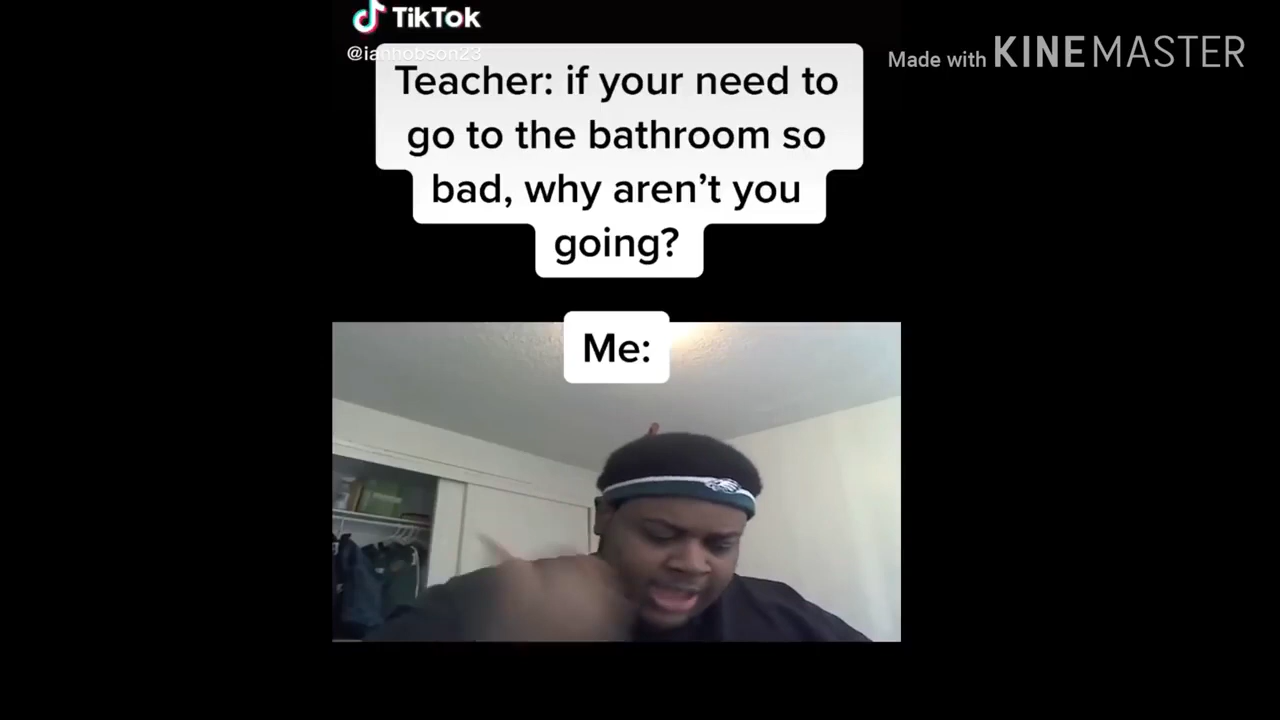 TikTok
@ianhobson23
Made with KINEMASTER
Teacher: if your need to
go to the bathroom so
bad, why aren’t you
going?
Me: